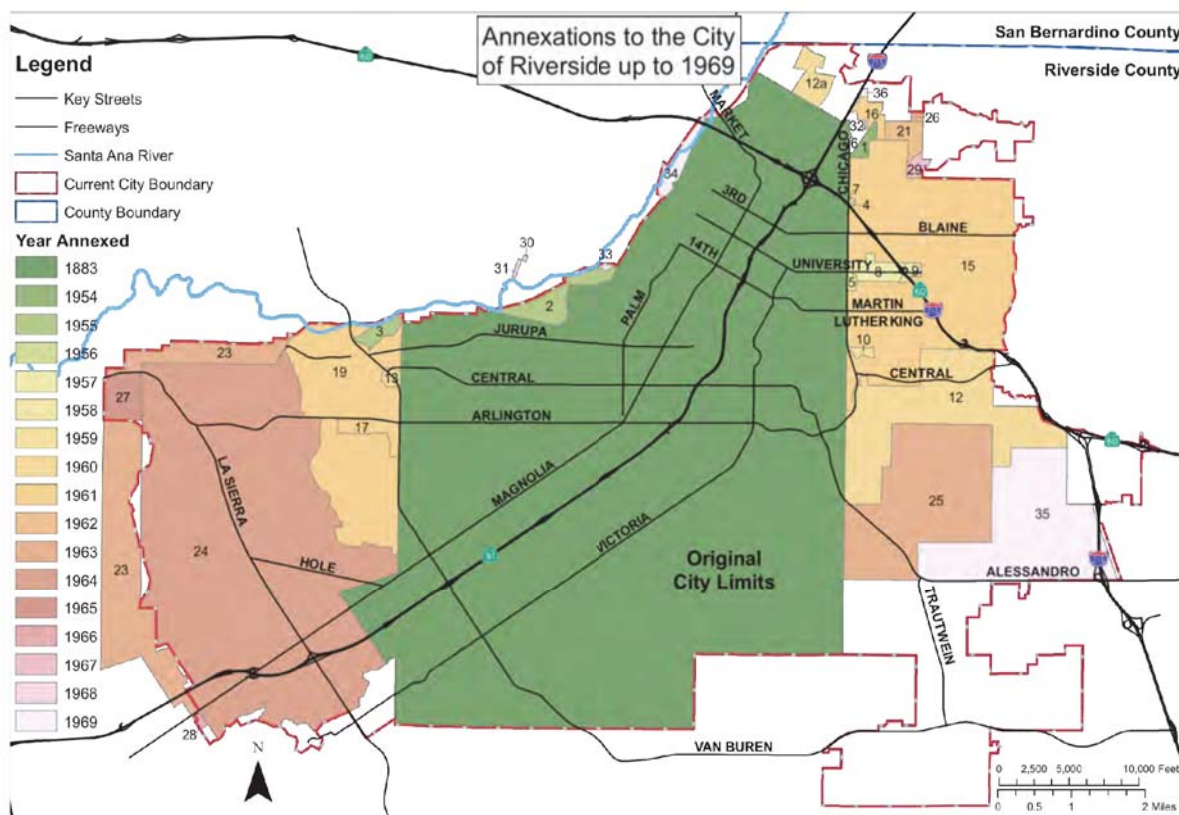 Annexations to the City
of Riverside up to 1969
San Bernardino County
Riverside County
Legend
Key Streets
Freeways
Santa Ana River
Current City Boundary
County Boundary
Year Annexed
1883
1954
1955
1956
1957
1958
1959
1960
1961
1962
1963
1964
1965
1966
1967
1968
1969
12a
36
16
26
32
21
6
1
29
MARKET
CHICAGO
34
7
4
3RD
BLAINE
14TH
UNIVERSITY
8
9
15
5
30
31
33
2
PALM
MARTIN
LUTHER KING
3
JURUPA
10
23
19
13
CENTRAL
CENTRAL
12
27
ARLINGTON
17
LA SIERRA
MAGNOLIA
VICTORIA
25
35
24
23
HOLE
91
Original
City Limits
ALESSANDRO
TRAUTWEIN
28
VAN BUREN
N
0 2,500 5,000 10,000 Feet
0 0.5 1 2 Miles
60
60